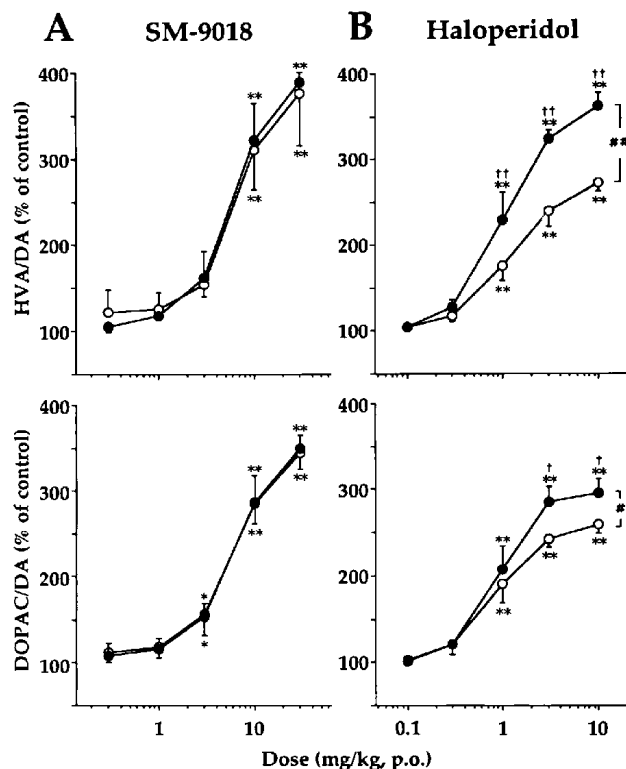 A SM-9018
B Haloperidol
HVA/DA (% of control)
400
300
200
100
** **
** **
†† †† ††
** ** **
** ** **
##
DOPAC/DA (% of control)
400
300
200
100
* ** **
* ** **
† †
** ** **
** ** **
#
1 10
0.1 1 10
Dose (mg/kg, p.o.)